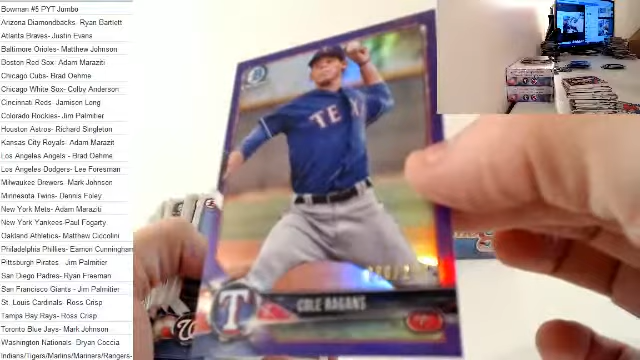 Bowman #5 PYT Jumbo
Arizona Diamondbacks- Ryan Bartlett
Atlanta Braves- Justin Evans
Baltimore Orioles- Matthew Johnson
Boston Red Sox- Adam Maraziti
Chicago Cubs- Brad Oehme
Chicago White Sox- Colby Anderson
Cincinnati Reds- Jamison Long
Colorado Rockies- Jim Palmitier
Houston Astros- Richard Singleton
Kansas City Royals- Adam Marazit
Los Angeles Angels - Brad Oehme
Los Angeles Dodgers- Lee Foresman
Milwaukee Brewers- Mark Johnson
Minnesota Twins- Dennis Foley
New York Mets- Adam Maraziti
New York Yankees-Paul Fogarty
Oakland Athletics- Matthew Ciccolini
Philadelphia Phillies- Eamon Cunningham
Pittsburgh Pirates- Jim Palmitier
San Diego Padres- Ryan Freeman
San Francisco Giants - Jim Palmitier
St. Louis Cardinals- Ross Crisp
Tampa Bay Rays- Ross Crisp
Toronto Blue Jays- Mark Johnson
Washington Nationals- Bryan Coccia
Indians/Tigers/Marlins/Mariners/Rangers-
TEX
T
COLE RAGANS